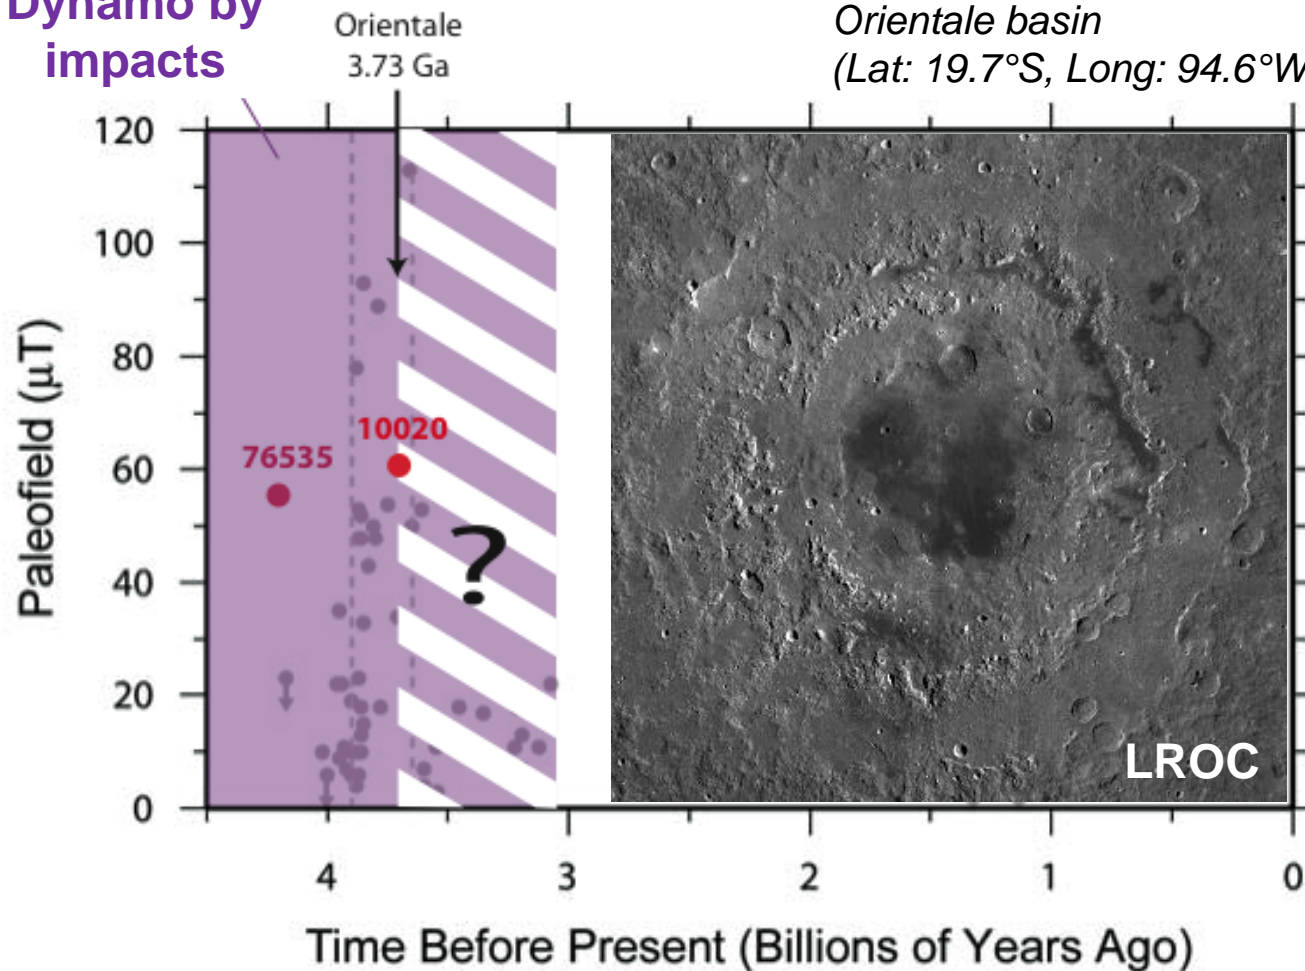 Dynamo by
impacts
Orientale
3.73 Ga
Orientale basin
(Lat: 19.7°S, Long: 94.6°W
120
100
80
60
40
20
0
Paleofield (μT)
76535
10020
?
LROC
4
3
2
1
0
Time Before Present (Billions of Years Ago)